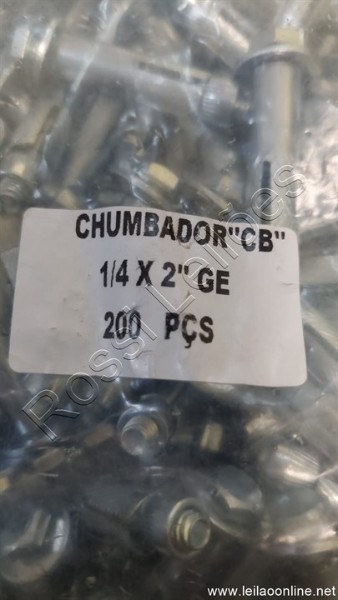 CHUMBADOR"CB"
1/4 X 2" GE
200 PÇS
Rossi Leilões
www.leilaoonline.net